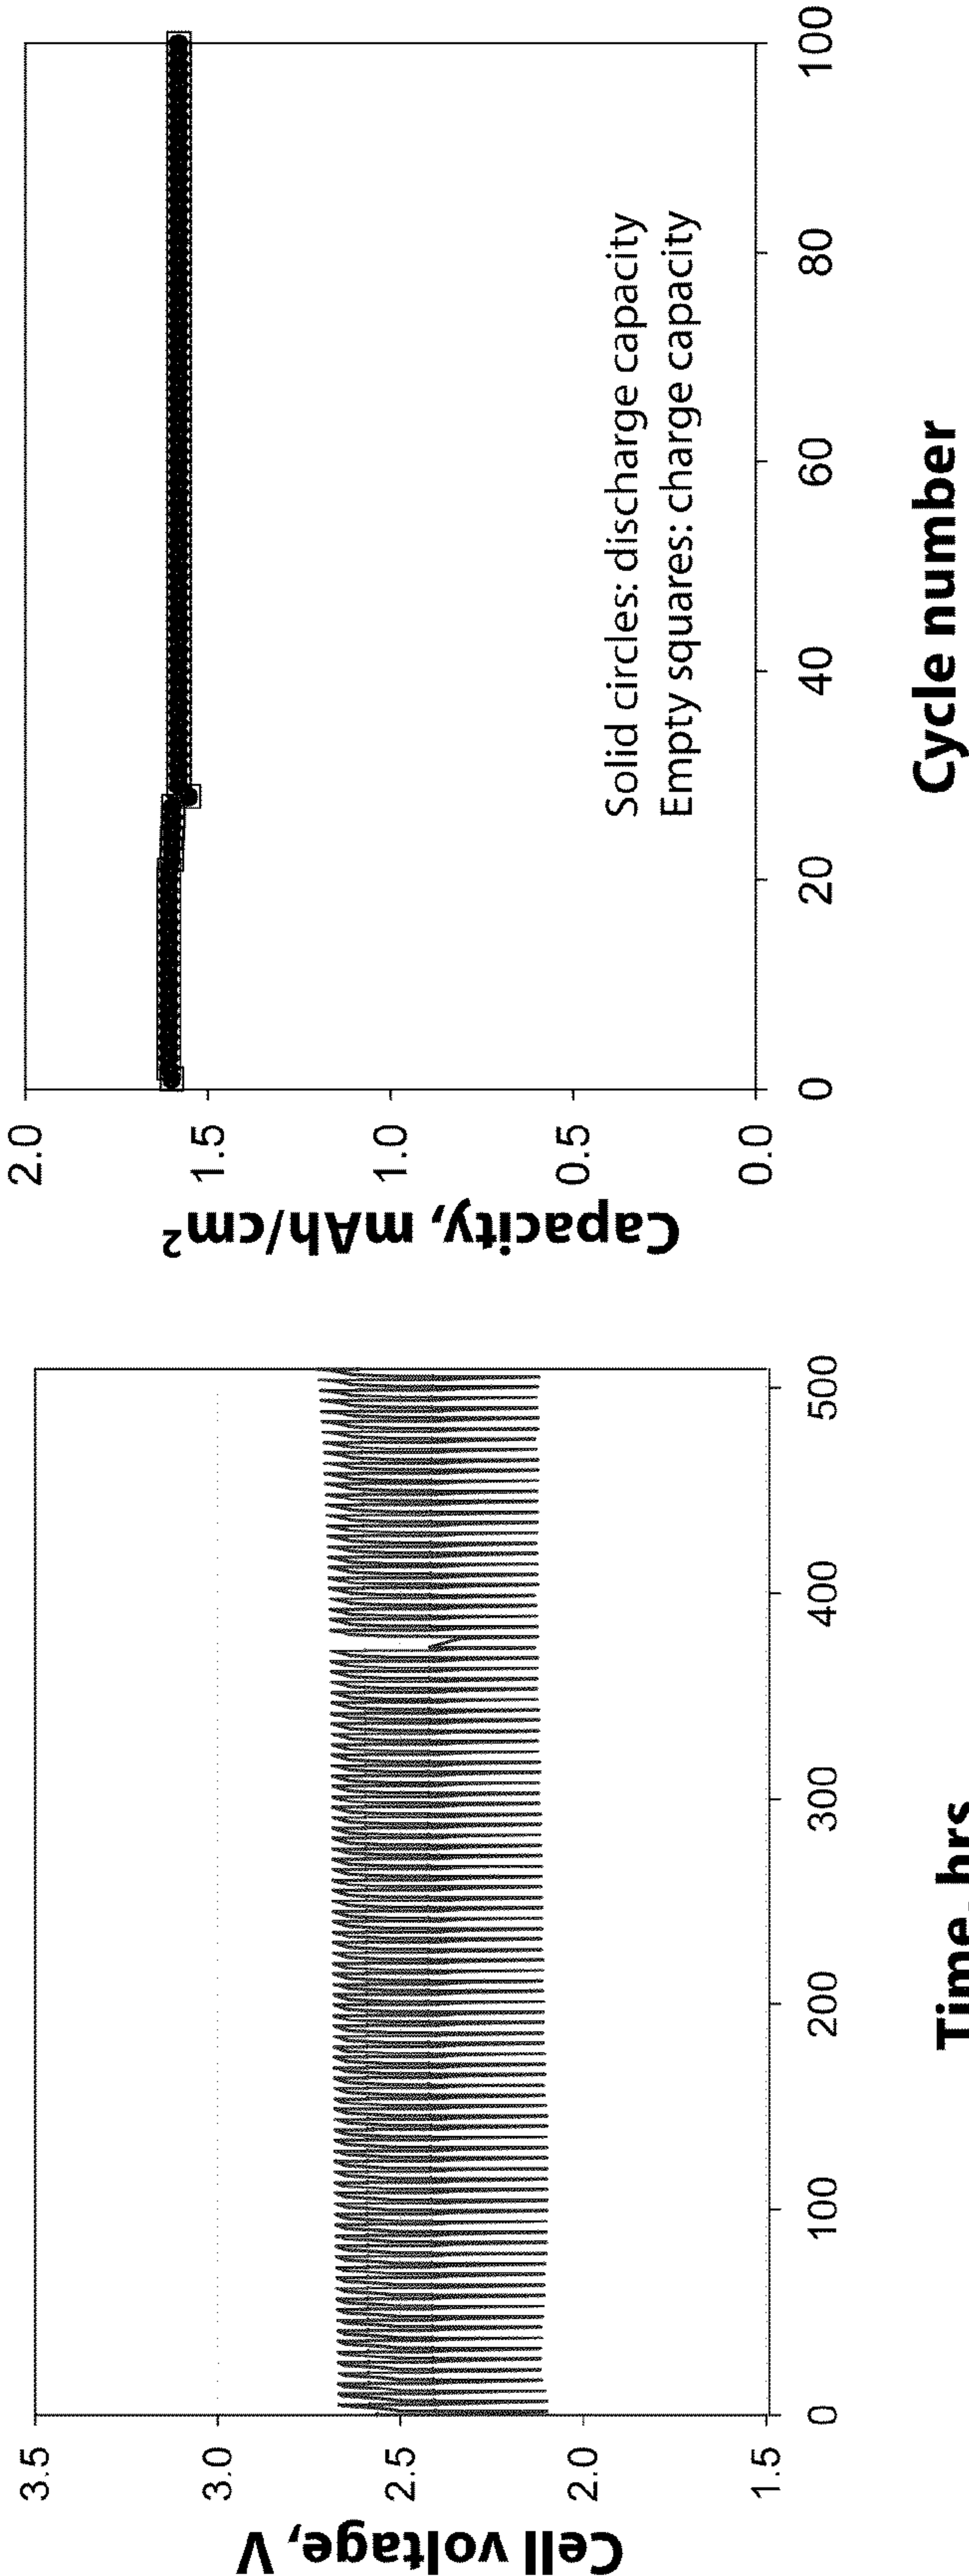 Cell voltage, V
3.5
3.0
2.5
2.0
1.5
0 100 200 300 400 500
Time, hrs
Capacity, mAh/cm²
2.0
1.5
1.0
0.5
0.0
Solid circles: discharge capacity
Empty squares: charge capacity
0 20 40 60 80 100
Cycle number